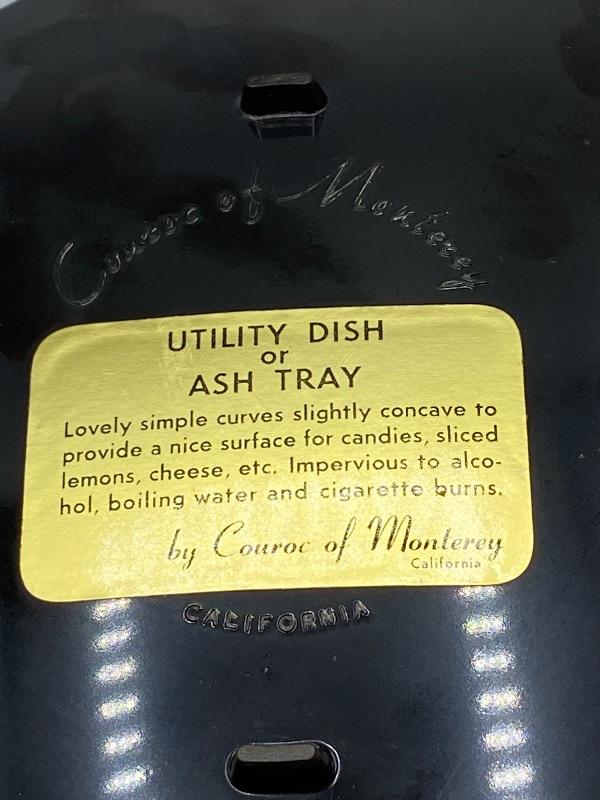 Couroc of Monterey
UTILITY DISH
or
ASH TRAY
Lovely simple curves slightly concave to
provide a nice surface for candies, sliced
lemons, cheese, etc. Impervious to alco-
hol, boiling water and cigarette burns.
by Couroc of Monterey
California
CALIFORNIA